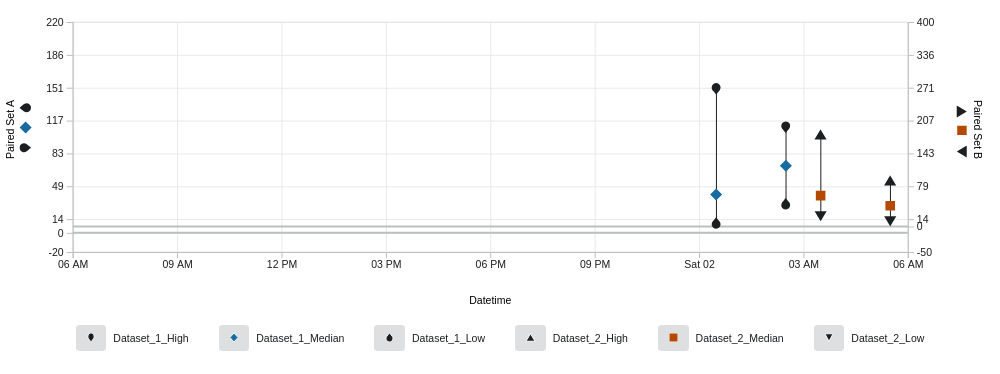 220
186
151
117
83
49
14
0
-20
Paired Set A
400
336
271
207
143
79
14
0
-50
Paired Set B
06 AM
09 AM
12 PM
03 PM
06 PM
09 PM
Sat 02
03 AM
06 AM
Datetime
Dataset_1_High
Dataset_1_Median
Dataset_1_Low
Dataset_2_High
Dataset_2_Median
Dataset_2_Low